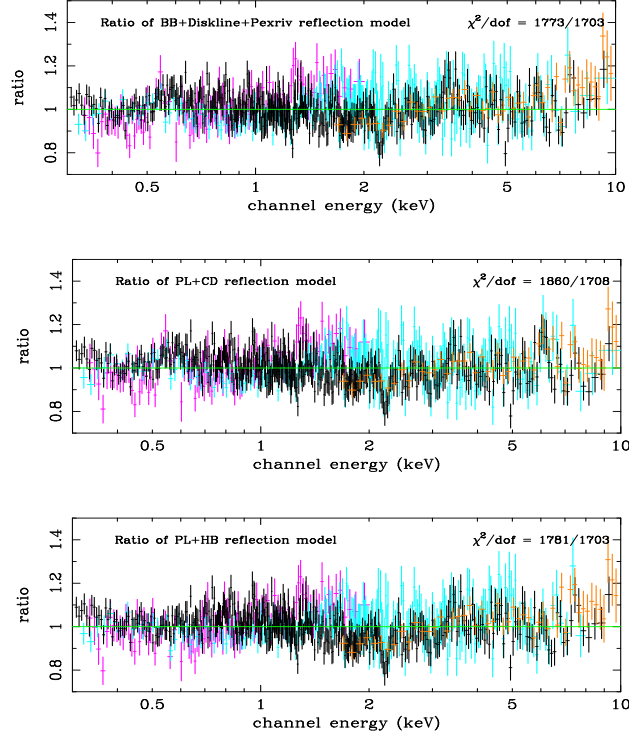 Ratio of BB+Diskline+Pexriv reflection model χ²/dof = 1773/1703
ratio
1.4
1.2
1
0.8
0.5 1 2 5 10
channel energy (keV)
Ratio of PL+CD reflection model χ²/dof = 1860/1708
ratio
1.4
1.2
1
0.8
0.5 1 2 5 10
channel energy (keV)
Ratio of PL+HB reflection model χ²/dof = 1781/1703
ratio
1.4
1.2
1
0.8
0.5 1 2 5 10
channel energy (keV)